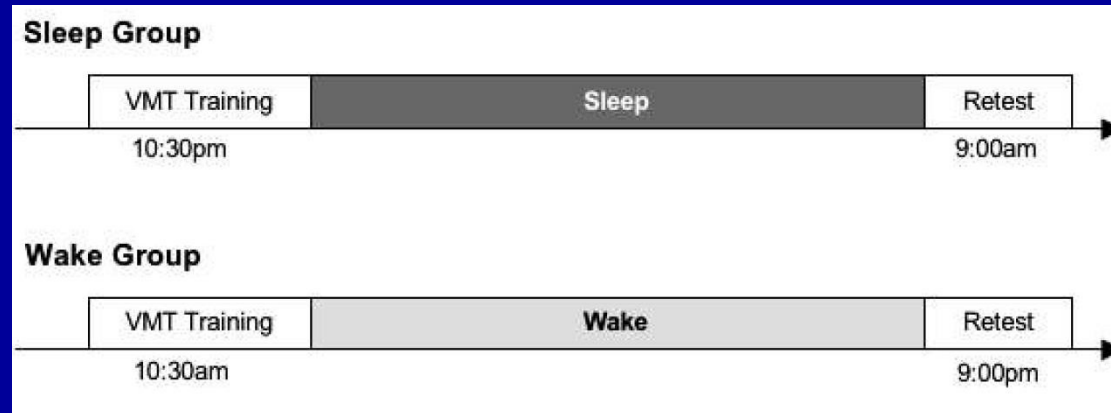 Sleep Group
VMT Training Sleep Retest
10:30pm 9:00am
Wake Group
VMT Training Wake Retest
10:30am 9:00pm